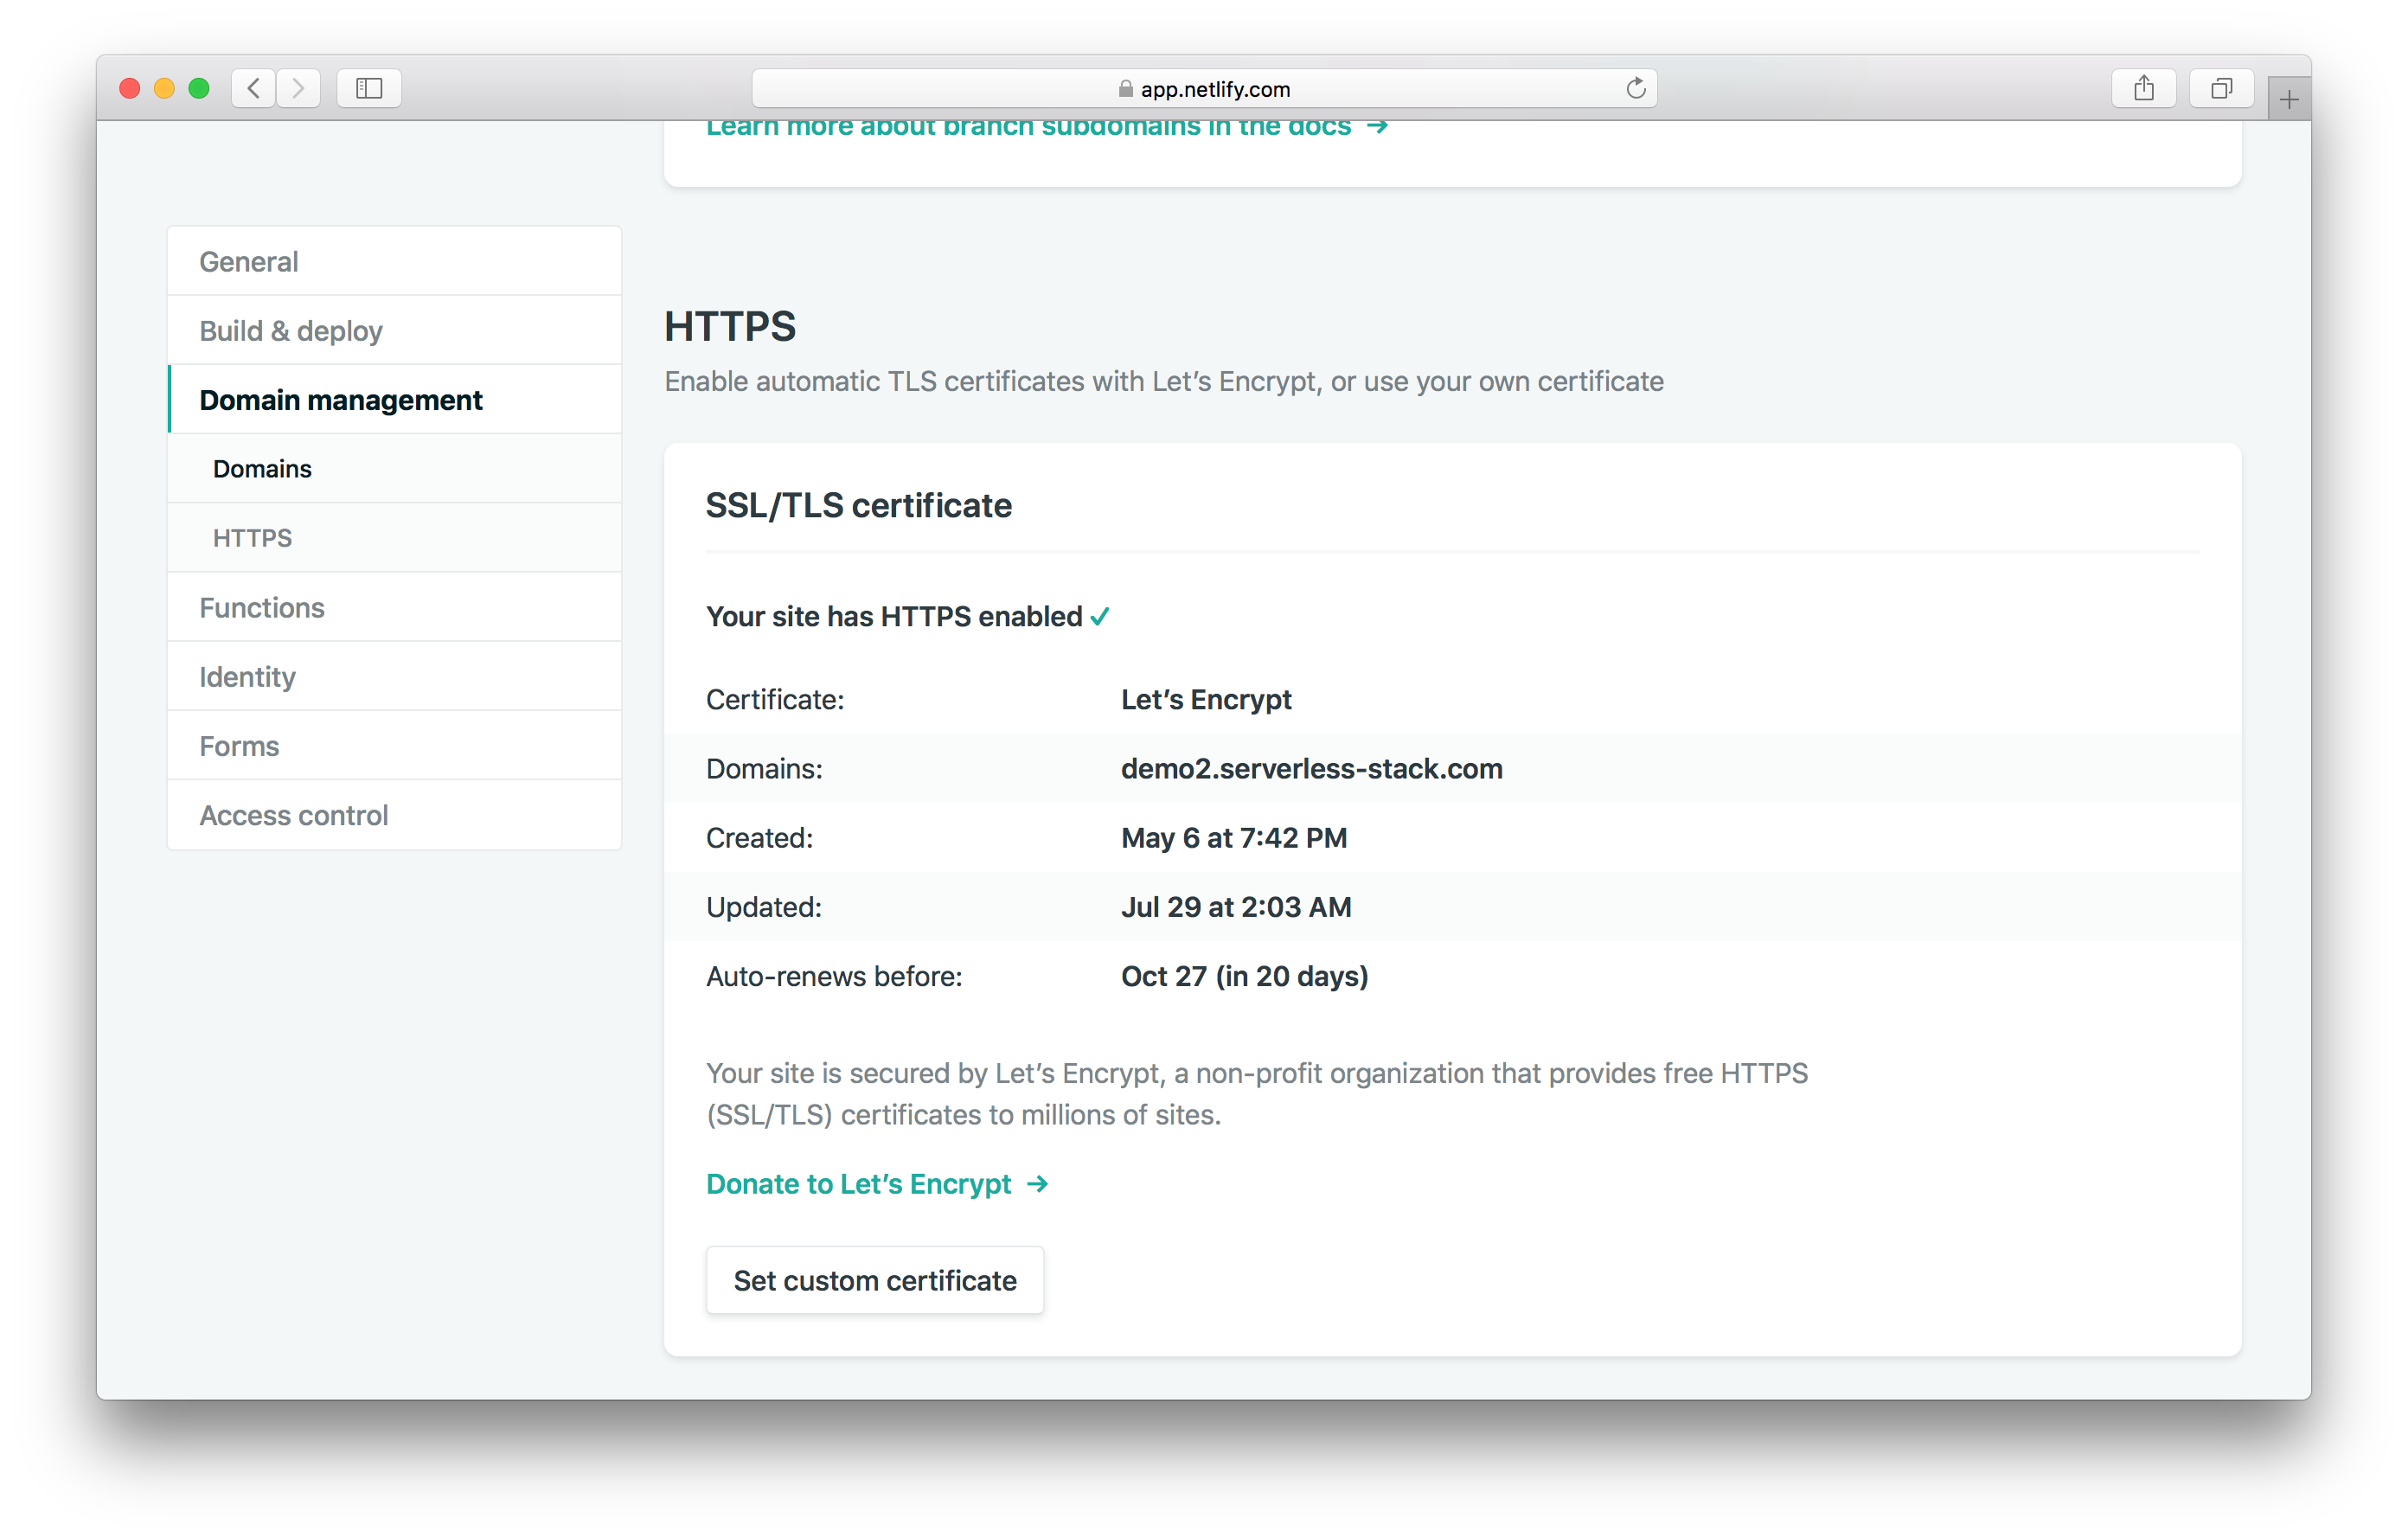 app.netlify.com
Learn more about branch subdomains in the docs →
General
Build & deploy
Domain management
Domains
HTTPS
Functions
Identity
Forms
Access control
HTTPS
Enable automatic TLS certificates with Let’s Encrypt, or use your own certificate
SSL/TLS certificate
Your site has HTTPS enabled ✓
Certificate: Let’s Encrypt
Domains: demo2.serverless-stack.com
Created: May 6 at 7:42 PM
Updated: Jul 29 at 2:03 AM
Auto-renews before: Oct 27 (in 20 days)
Your site is secured by Let’s Encrypt, a non-profit organization that provides free HTTPS
(SSL/TLS) certificates to millions of sites.
Donate to Let’s Encrypt →
Set custom certificate